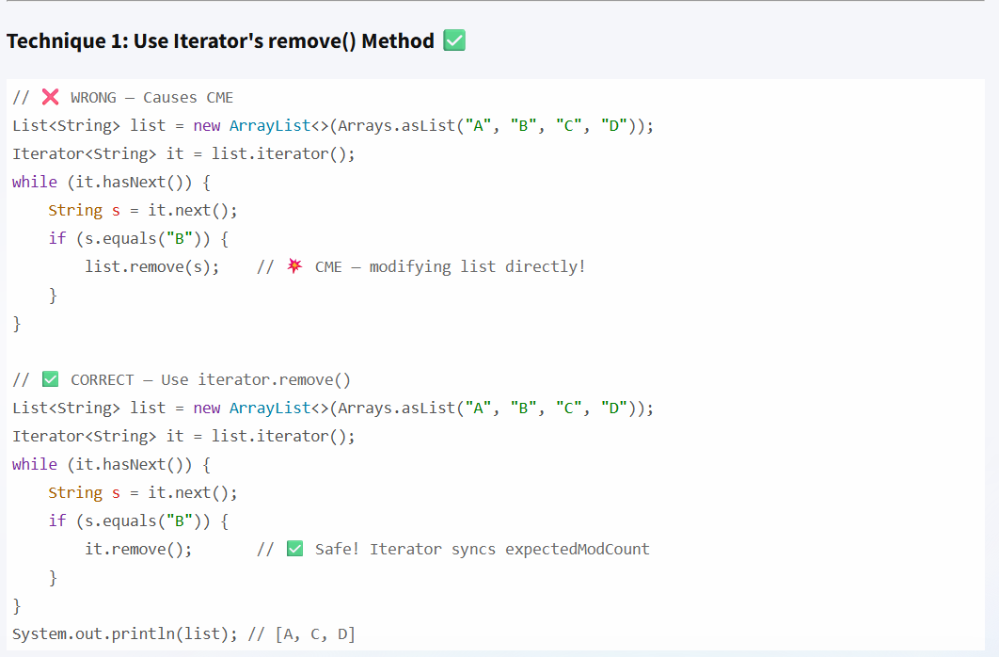 Technique 1: Use Iterator's remove() Method ✅
// ❌ WRONG — Causes CME
List<String> list = new ArrayList<>(Arrays.asList("A", "B", "C", "D"));
Iterator<String> it = list.iterator();
while (it.hasNext()) {
    String s = it.next();
    if (s.equals("B")) {
        list.remove(s);    // 💥 CME — modifying list directly!
    }
}

// ✅ CORRECT — Use iterator.remove()
List<String> list = new ArrayList<>(Arrays.asList("A", "B", "C", "D"));
Iterator<String> it = list.iterator();
while (it.hasNext()) {
    String s = it.next();
    if (s.equals("B")) {
        it.remove();       // ✅ Safe! Iterator syncs expectedModCount
    }
}
System.out.println(list); // [A, C, D]